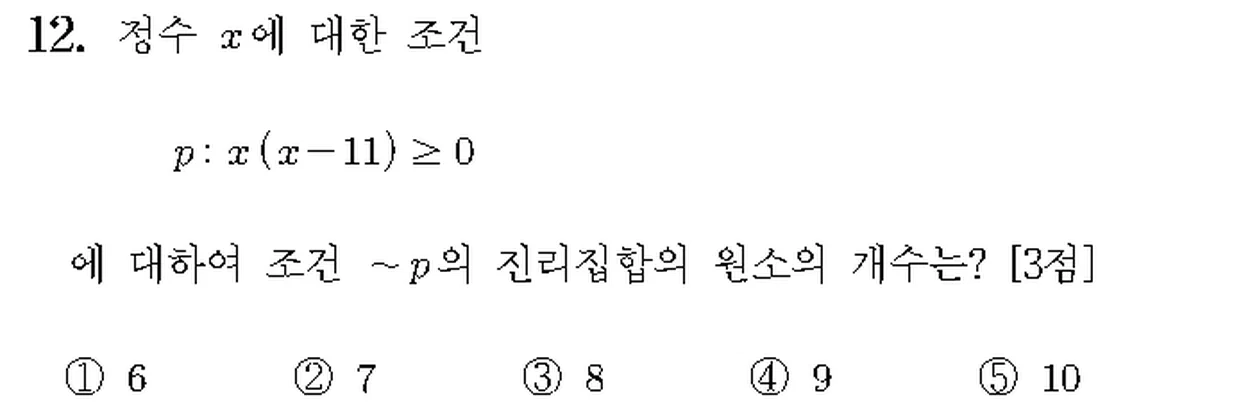 12. 정수 x에 대한 조건
p : x(x-11) ≥ 0
에 대하여 조건 ~p의 진리집합의 원소의 개수는? [3점]
① 6 ② 7 ③ 8 ④ 9 ⑤ 10